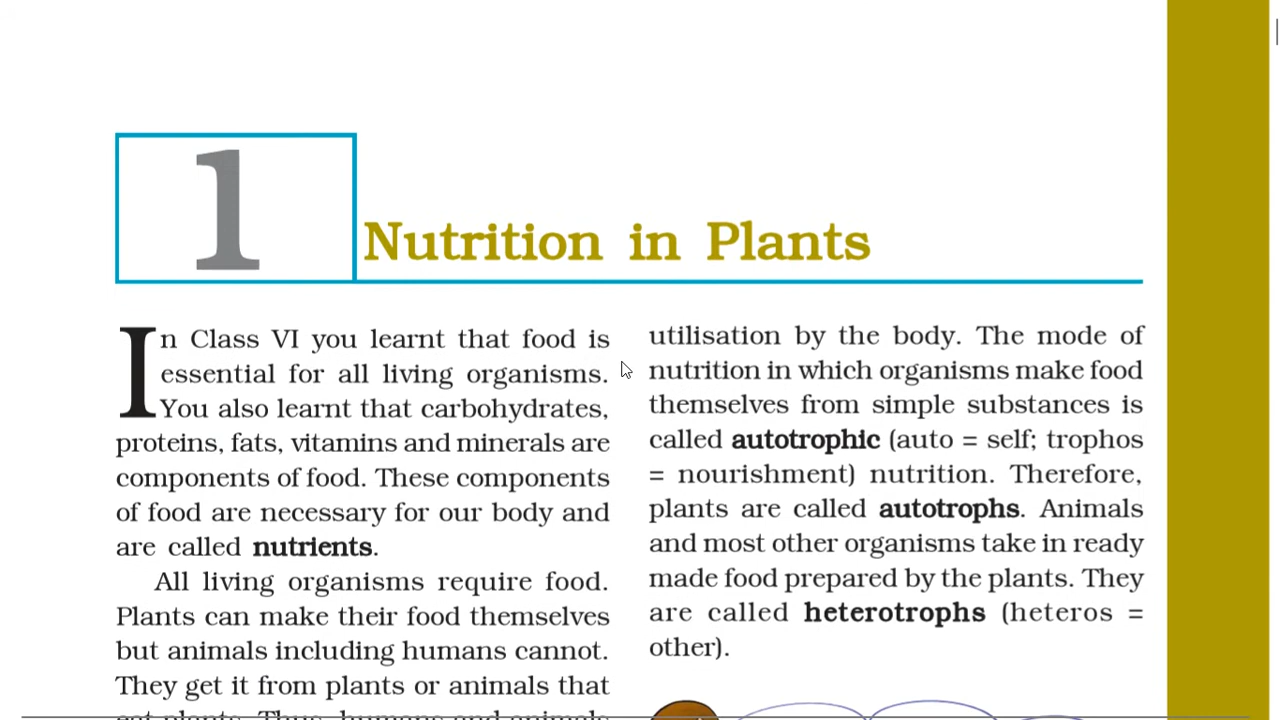 1
Nutrition in Plants
In Class VI you learnt that food is
essential for all living organisms.
You also learnt that carbohydrates,
proteins, fats, vitamins and minerals are
components of food. These components
of food are necessary for our body and
are called nutrients.
All living organisms require food.
Plants can make their food themselves
but animals including humans cannot.
They get it from plants or animals that
eat plants. Thus, humans and animals
utilisation by the body. The mode of
nutrition in which organisms make food
themselves from simple substances is
called autotrophic (auto = self; trophos
= nourishment) nutrition. Therefore,
plants are called autotrophs. Animals
and most other organisms take in ready
made food prepared by the plants. They
are called heterotrophs (heteros =
other).